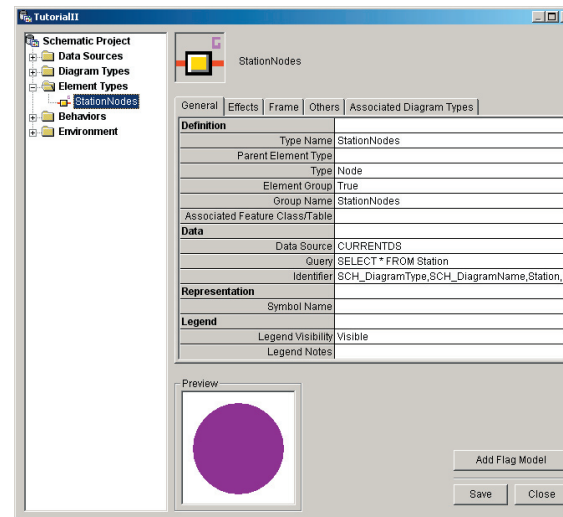 TutorialII
Schematic Project
Data Sources
Diagram Types
Element Types
StationNodes
Behaviors
Environment
G
StationNodes
General Effects Frame Others Associated Diagram Types
Definition
Type Name StationNodes
Parent Element Type
Type Node
Element Group True
Group Name StationNodes
Associated Feature Class/Table
Data
Data Source CURRENTDS
Query SELECT * FROM Station
Identifier SCH_DiagramType,SCH_DiagramName,Station,
Representation
Symbol Name
Legend
Legend Visibility Visible
Legend Notes
Preview
Add Flag Model
Save Close